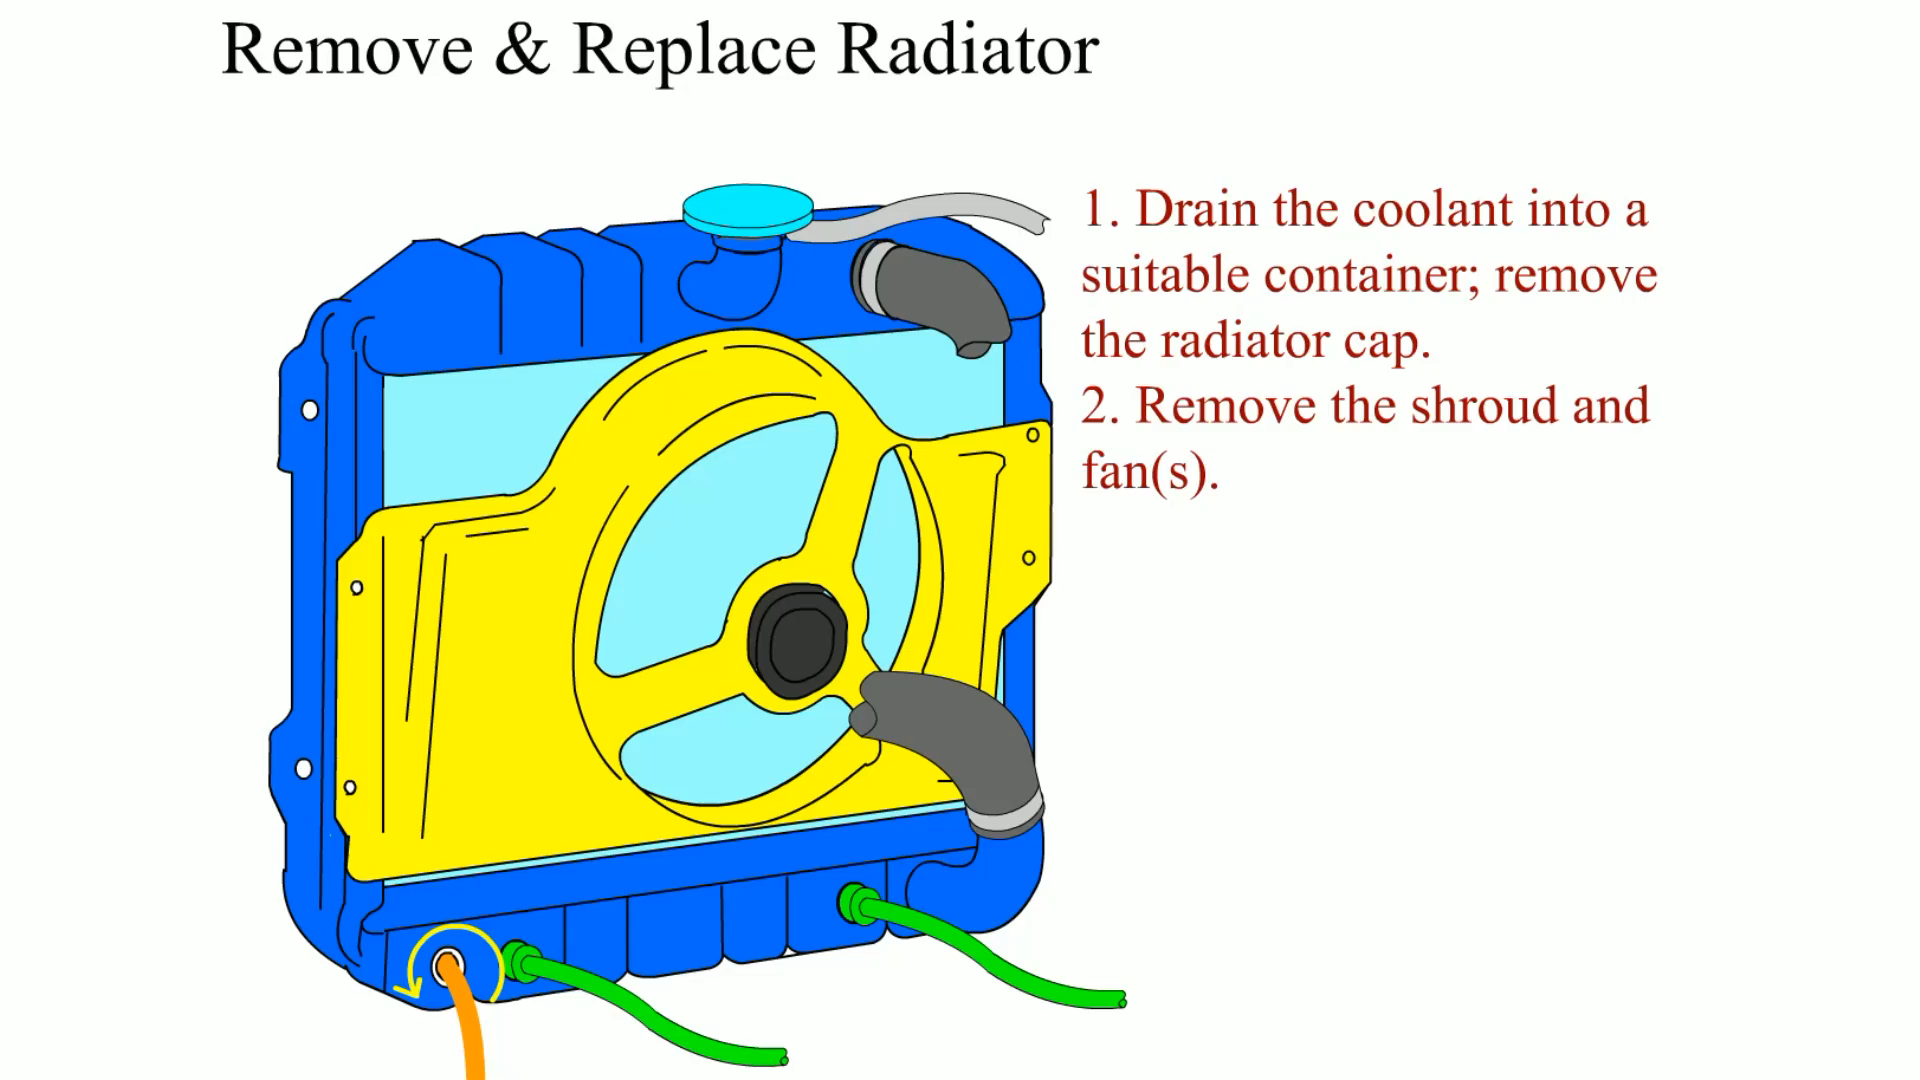 Remove & Replace Radiator
1. Drain the coolant into a
suitable container; remove
the radiator cap.
2. Remove the shroud and
fan(s).